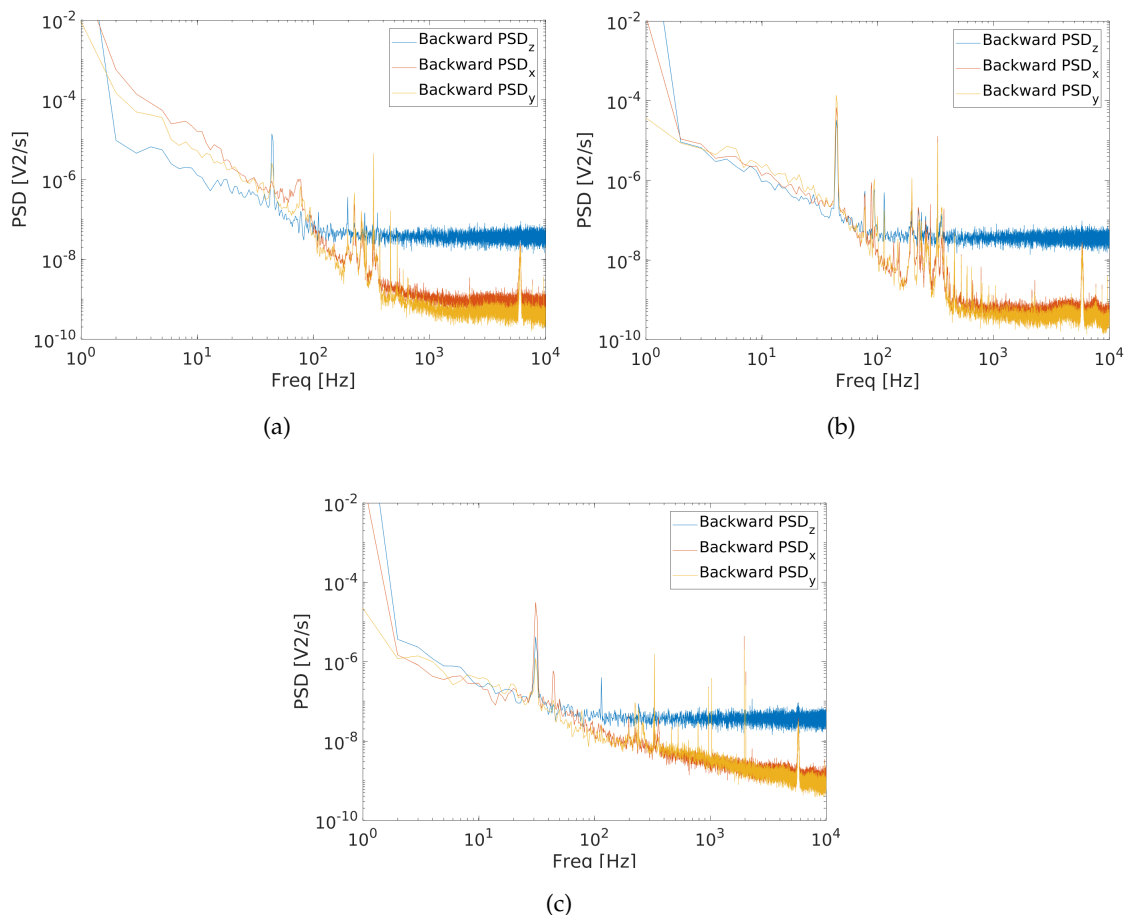 10^-2
10^-4
10^-6
10^-8
10^-10
PSD [V2/s]
10^0 10^1 10^2 10^3 10^4
Freq [Hz]
Backward PSD_z
Backward PSD_x
Backward PSD_y
(a)
10^-2
10^-4
10^-6
10^-8
10^-10
PSD [V2/s]
10^0 10^1 10^2 10^3 10^4
Freq [Hz]
Backward PSD_z
Backward PSD_x
Backward PSD_y
(b)
10^-2
10^-4
10^-6
10^-8
10^-10
PSD [V2/s]
10^0 10^1 10^2 10^3 10^4
Freq [Hz]
Backward PSD_z
Backward PSD_x
Backward PSD_y
(c)